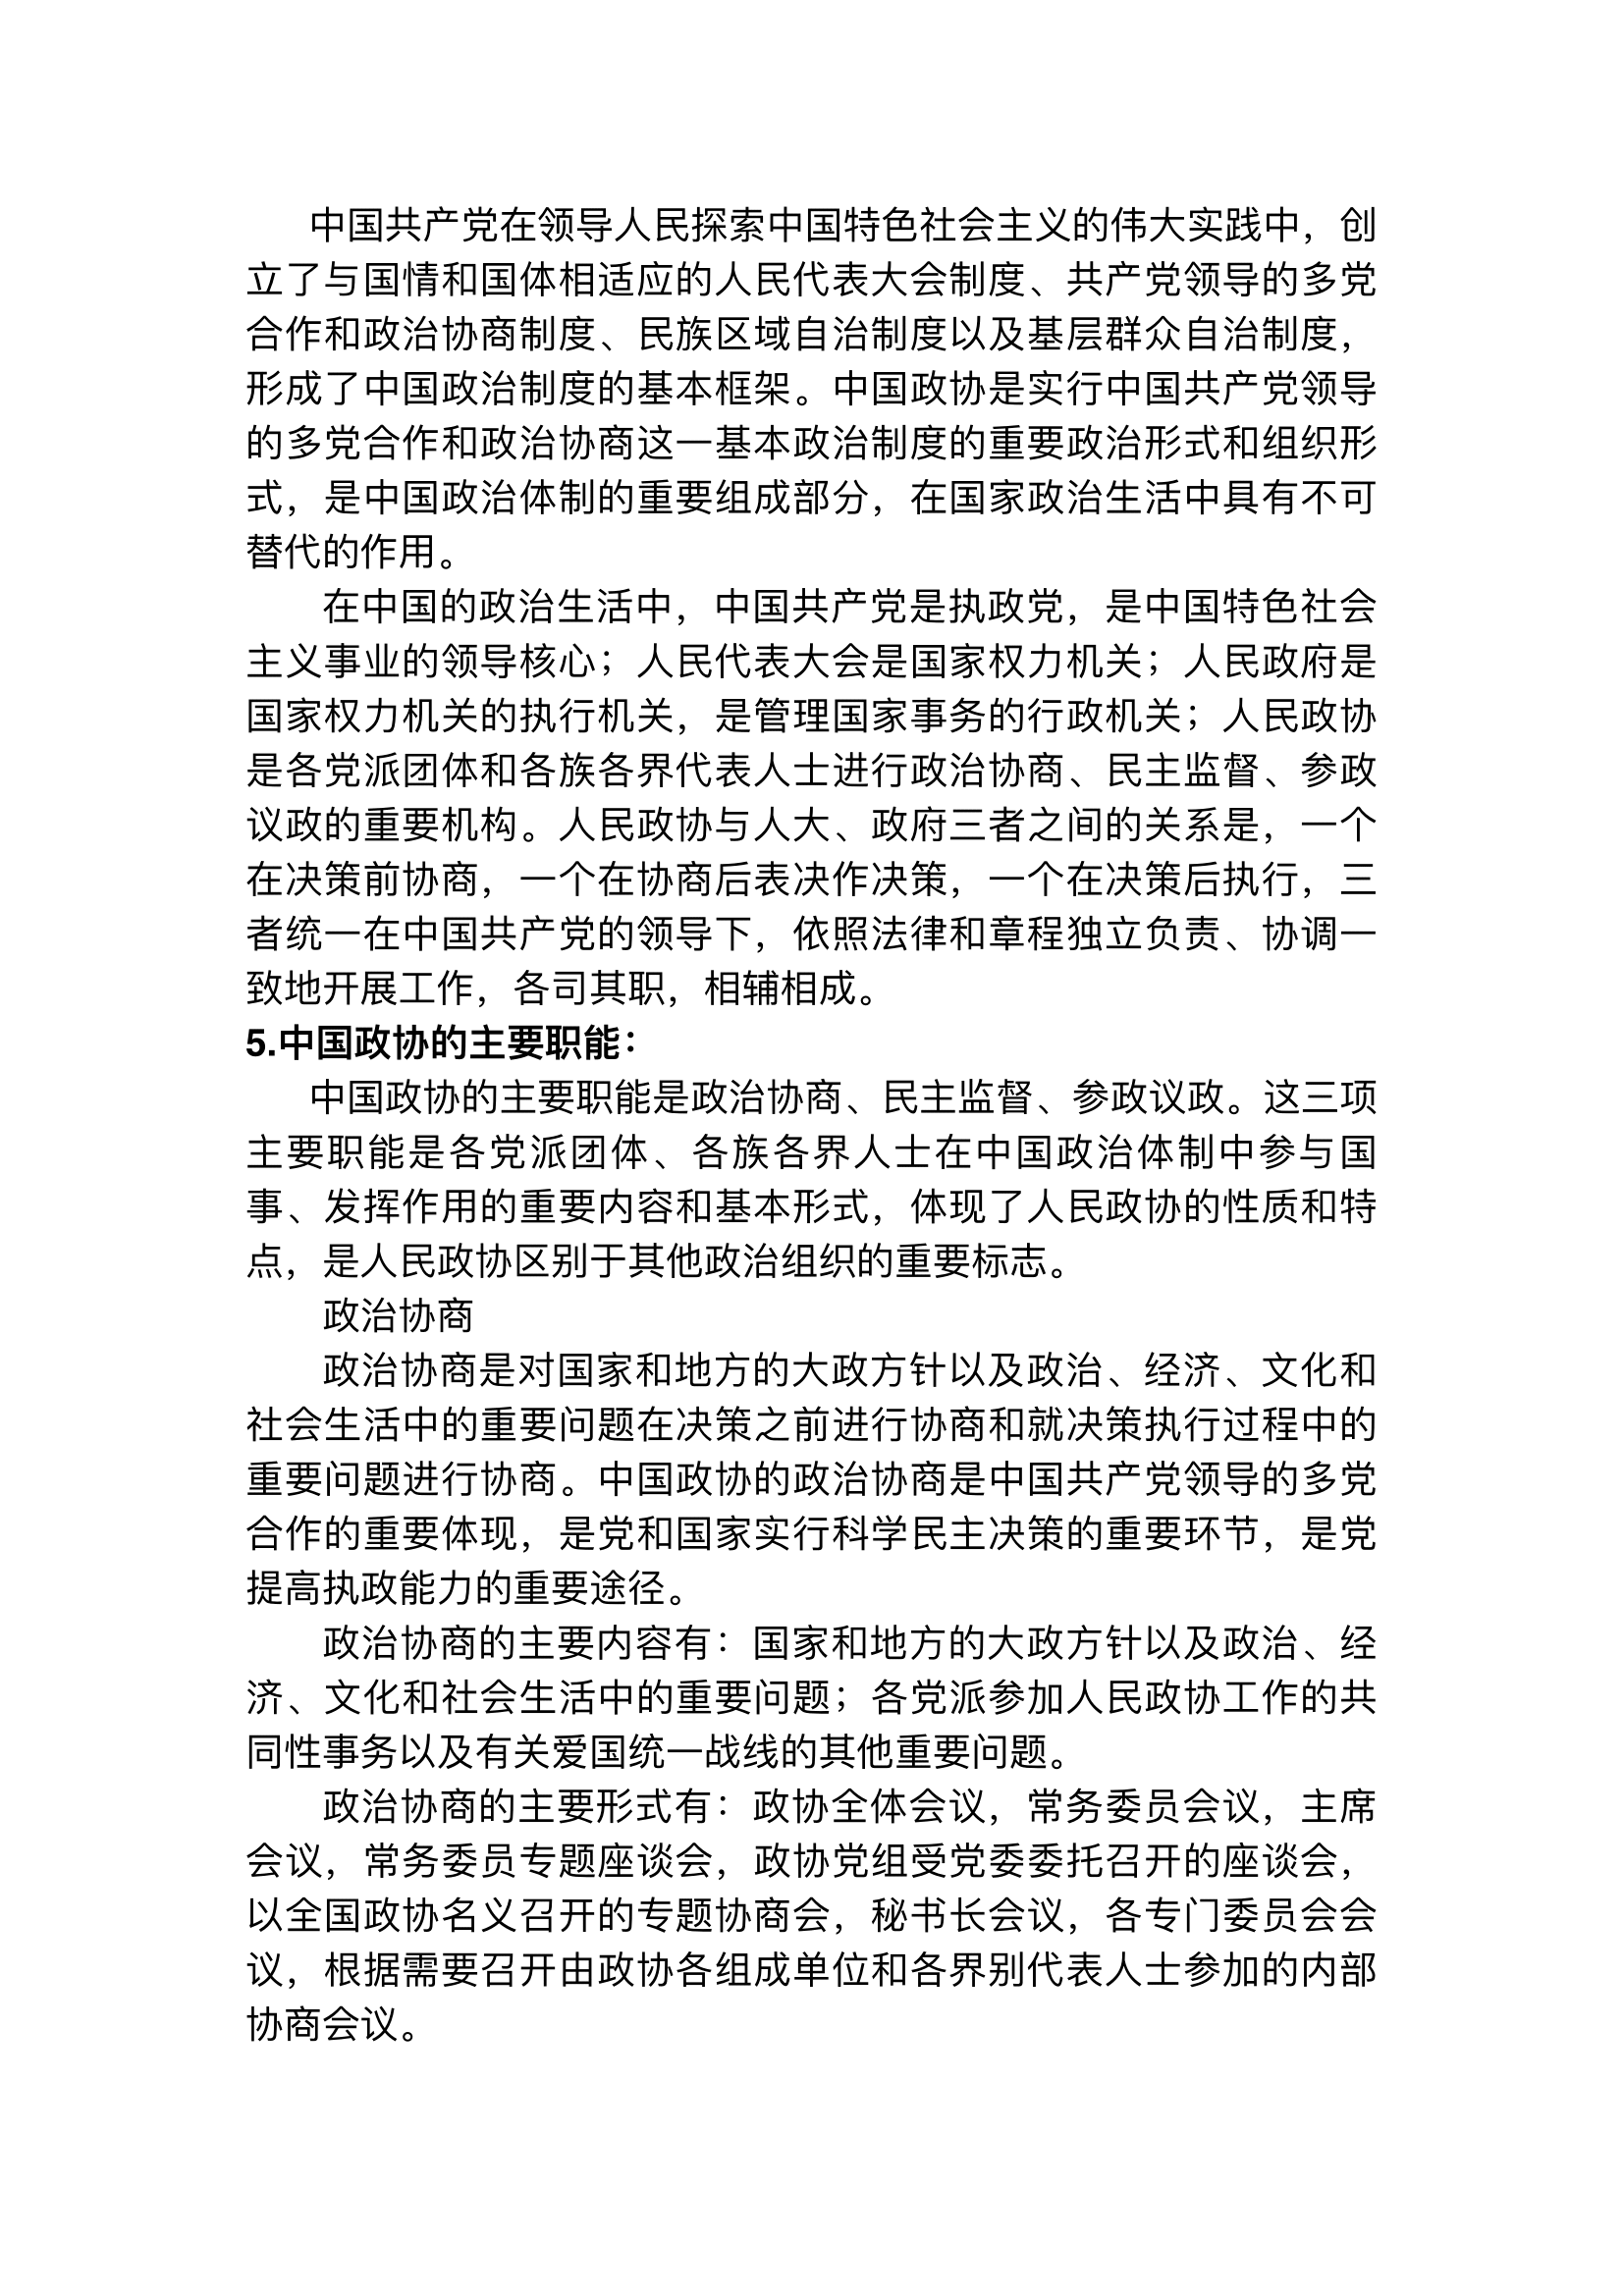 中国共产党在领导人民探索中国特色社会主义的伟大实践中，创
立了与国情和国体相适应的人民代表大会制度、共产党领导的多党
合作和政治协商制度、民族区域自治制度以及基层群众自治制度，
形成了中国政治制度的基本框架。中国政协是实行中国共产党领导
的多党合作和政治协商这一基本政治制度的重要政治形式和组织形
式，是中国政治体制的重要组成部分，在国家政治生活中具有不可
替代的作用。
在中国的政治生活中，中国共产党是执政党，是中国特色社会
主义事业的领导核心；人民代表大会是国家权力机关；人民政府是
国家权力机关的执行机关，是管理国家事务的行政机关；人民政协
是各党派团体和各族各界代表人士进行政治协商、民主监督、参政
议政的重要机构。人民政协与人大、政府三者之间的关系是，一个
在决策前协商，一个在协商后表决作决策，一个在决策后执行，三
者统一在中国共产党的领导下，依照法律和章程独立负责、协调一
致地开展工作，各司其职，相辅相成。
5.中国政协的主要职能：
中国政协的主要职能是政治协商、民主监督、参政议政。这三项
主要职能是各党派团体、各族各界人士在中国政治体制中参与国
事、发挥作用的重要内容和基本形式，体现了人民政协的性质和特
点，是人民政协区别于其他政治组织的重要标志。
政治协商
政治协商是对国家和地方的大政方针以及政治、经济、文化和
社会生活中的重要问题在决策之前进行协商和就决策执行过程中的
重要问题进行协商。中国政协的政治协商是中国共产党领导的多党
合作的重要体现，是党和国家实行科学民主决策的重要环节，是党
提高执政能力的重要途径。
政治协商的主要内容有：国家和地方的大政方针以及政治、经
济、文化和社会生活中的重要问题；各党派参加人民政协工作的共
同性事务以及有关爱国统一战线的其他重要问题。
政治协商的主要形式有：政协全体会议，常务委员会议，主席
会议，常务委员专题座谈会，政协党组受党委委托召开的座谈会，
以全国政协名义召开的专题协商会，秘书长会议，各专门委员会会
议，根据需要召开由政协各组成单位和各界别代表人士参加的内部
协商会议。